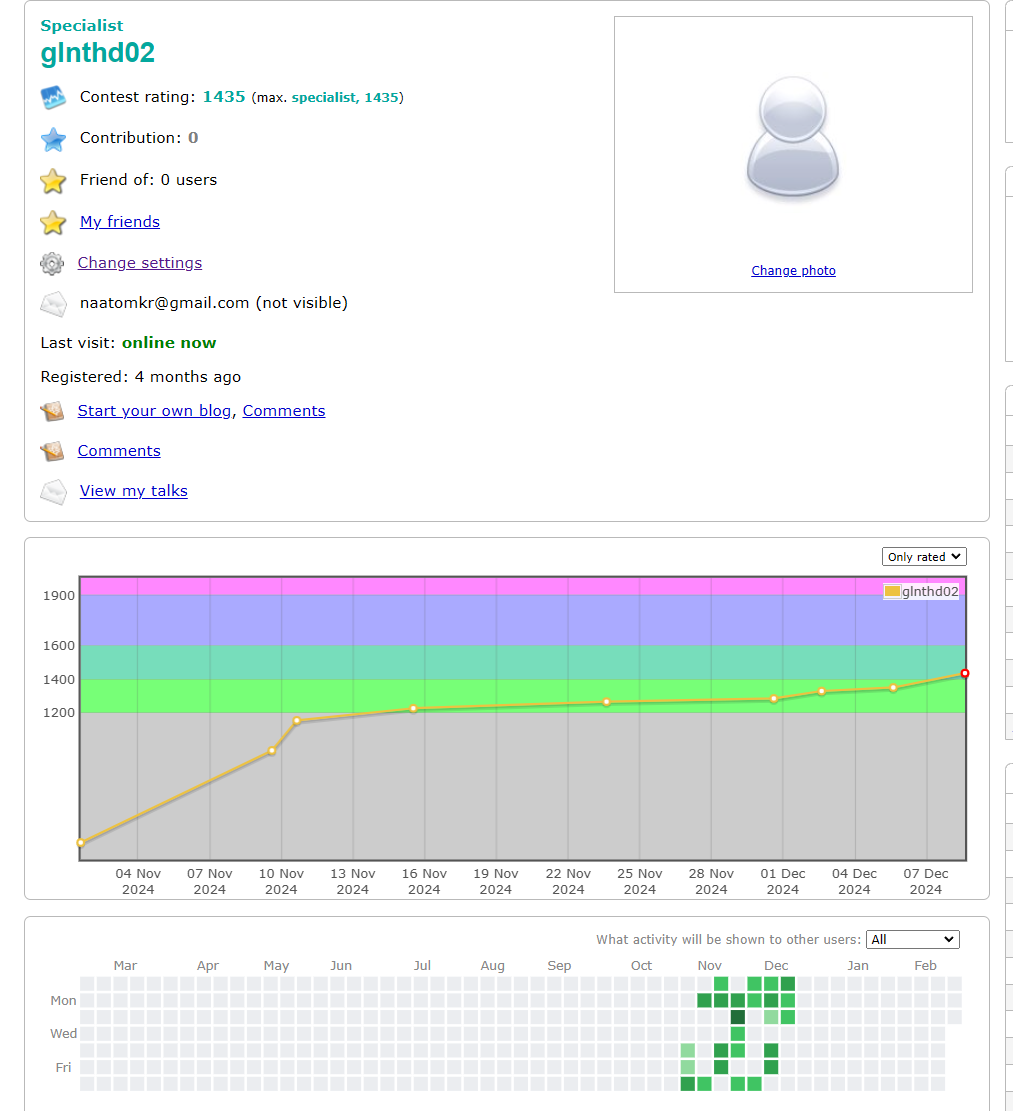 Specialist
glnthd02
Contest rating: 1435 (max. specialist, 1435)
Contribution: 0
Friend of: 0 users
My friends
Change settings
naatomkr@gmail.com (not visible)
Last visit: online now
Registered: 4 months ago
Start your own blog, Comments
Comments
View my talks
Change photo
Only rated
glnthd02
1900
1600
1400
1200
04 Nov 2024
07 Nov 2024
10 Nov 2024
13 Nov 2024
16 Nov 2024
19 Nov 2024
22 Nov 2024
25 Nov 2024
28 Nov 2024
01 Dec 2024
04 Dec 2024
07 Dec 2024
What activity will be shown to other users: All
Mar Apr May Jun Jul Aug Sep Oct Nov Dec Jan Feb
Mon
Wed
Fri